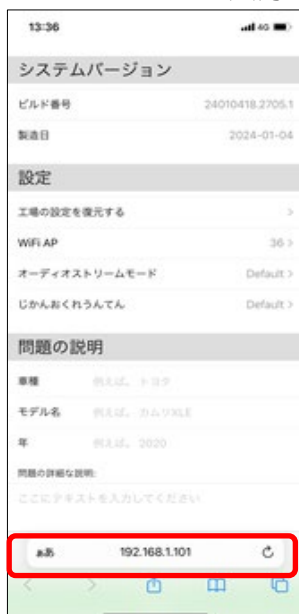 13:36
4G
システムバージョン
ビルド番号 24010418.2705.1
製造日 2024-01-04
設定
工場の設定を復元する >
WiFi AP 36 >
オーディオストリームモード Default >
じかんおくれうんてん Default >
問題の説明
車種 例えば、トヨタ
モデル名 例えば、カムリXLE
年 例えば、2020
問題の詳細な説明:
ここにテキストを入力してください
ぁあ 192.168.1.101